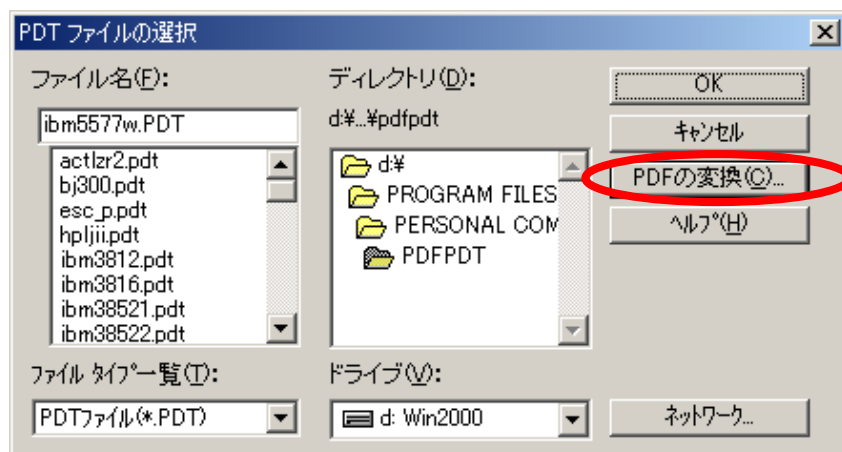 PDT ファイルの選択
ファイル名(F):
ibm5577w.PDT
actlzr2.pdt
bj300.pdt
esc_p.pdt
hpljii.pdt
ibm3812.pdt
ibm3816.pdt
ibm38521.pdt
ibm38522.pdt
ファイル タイプ一覧(T):
PDTファイル(*.PDT)
ディレクトリ(D):
d:¥...¥pdfpdt
d:¥
PROGRAM FILES
PERSONAL COM
PDFPDT
ドライブ(V):
d: Win2000
OK
キャンセル
PDFの変換(C)...
ヘルプ(H)
ネットワーク...